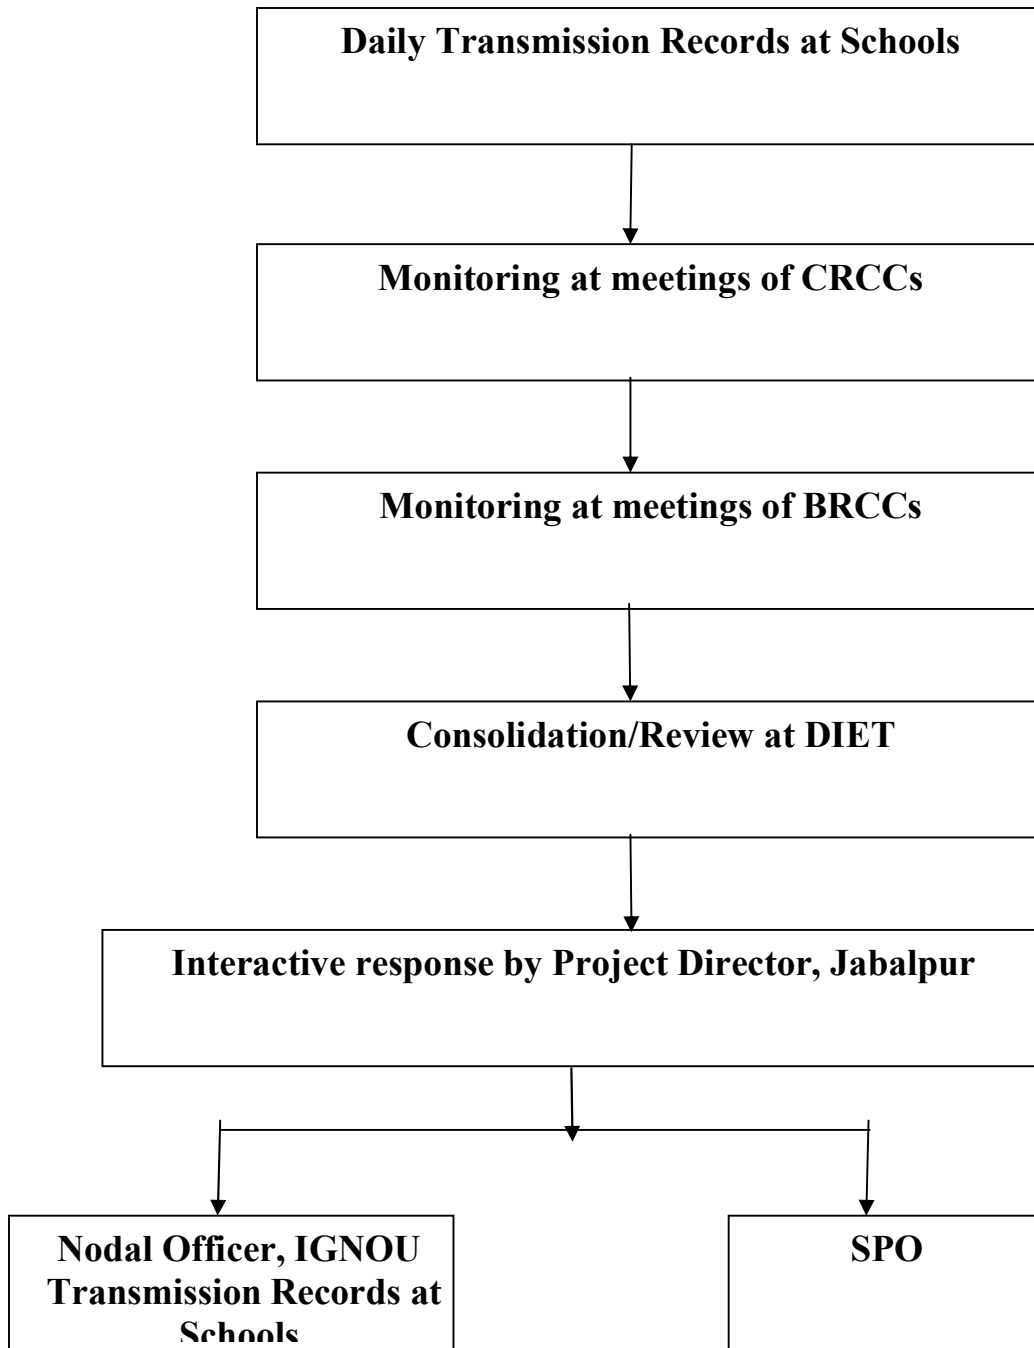 Daily Transmission Records at Schools
Monitoring at meetings of CRCCs
Monitoring at meetings of BRCCs
Consolidation/Review at DIET
Interactive response by Project Director, Jabalpur
Nodal Officer, IGNOU
Transmission Records at
Schools
SPO